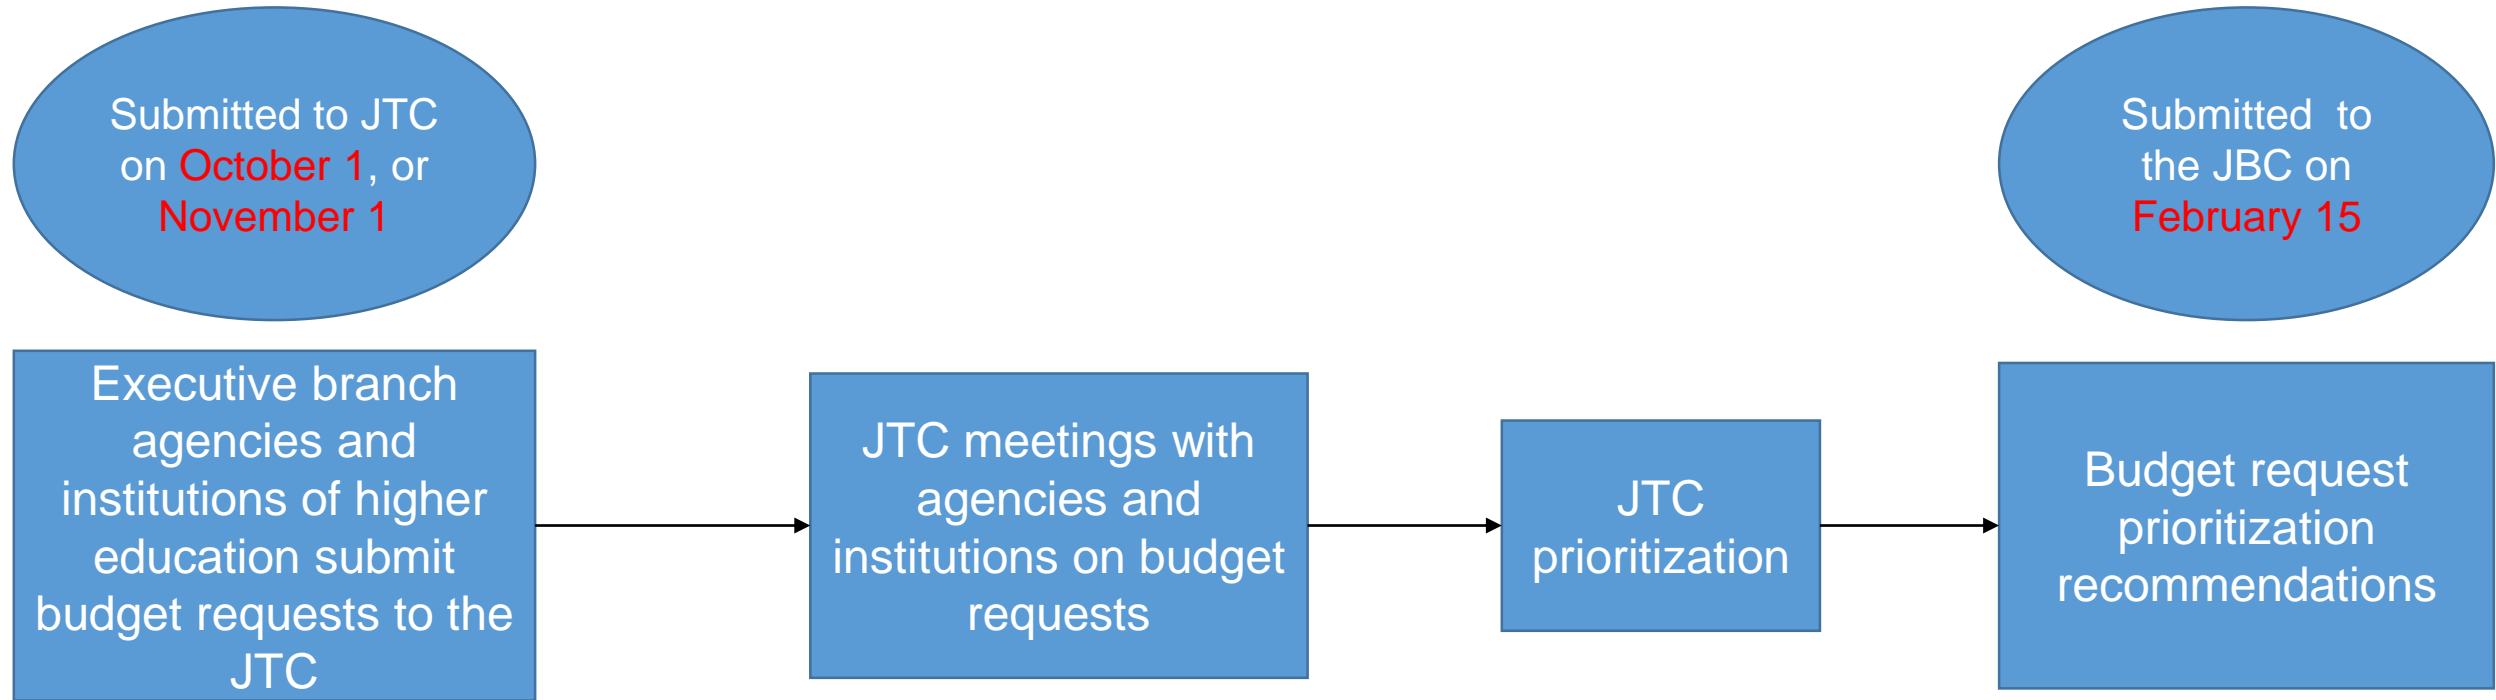 Submitted to JTC
on October 1, or
November 1
Submitted  to
the JBC on
February 15
Executive branch
agencies and
institutions of higher
education submit
budget requests to the
JTC
JTC meetings with
agencies and
institutions on budget
requests
JTC
prioritization
Budget request
prioritization
recommendations